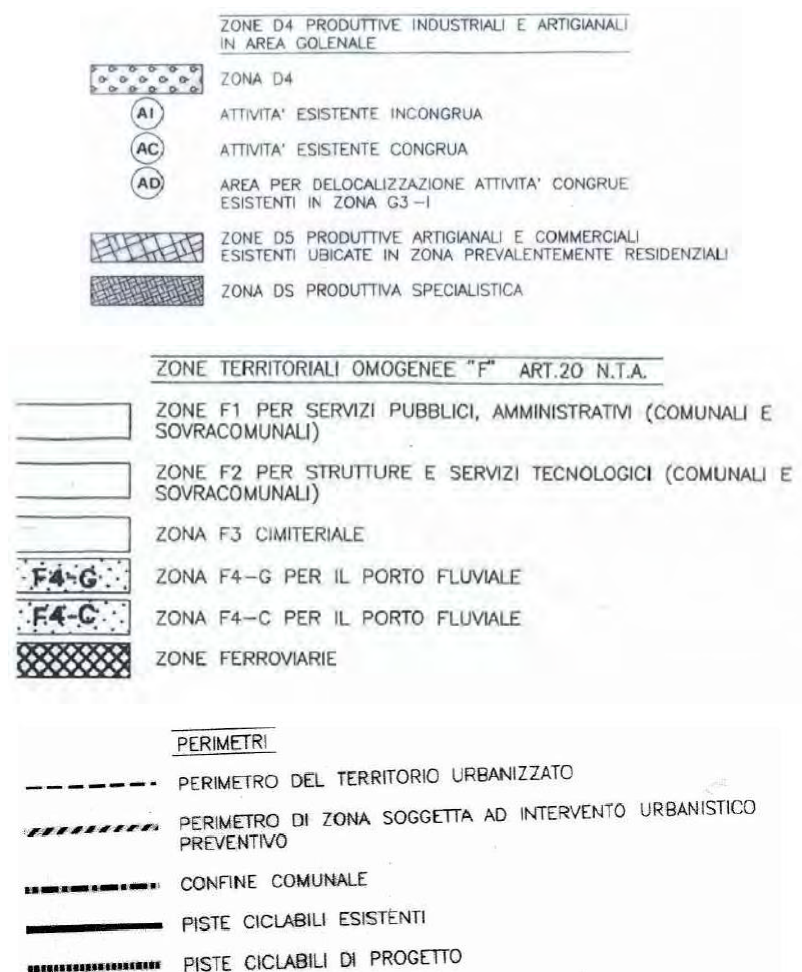 ZONE D4 PRODUTTIVE INDUSTRIALI E ARTIGIANALI
IN AREA GOLENALE
ZONA D4
AI ATTIVITA' ESISTENTE INCONGRUA
AC ATTIVITA' ESISTENTE CONGRUA
AD AREA PER DELOCALIZZAZIONE ATTIVITA' CONGRUE
ESISTENTI IN ZONA G3-I
ZONE D5 PRODUTTIVE ARTIGIANALI E COMMERCIALI
ESISTENTI UBICATE IN ZONA PREVALENTEMENTE RESIDENZIALI
ZONA DS PRODUTTIVA SPECIALISTICA
ZONE TERRITORIALI OMOGENEE "F" ART.20 N.T.A.
ZONE F1 PER SERVIZI PUBBLICI, AMMINISTRATIVI (COMUNALI E
SOVRACOMUNALI)
ZONE F2 PER STRUTTURE E SERVIZI TECNOLOGICI (COMUNALI E
SOVRACOMUNALI)
ZONA F3 CIMITERIALE
F4-G ZONA F4-G PER IL PORTO FLUVIALE
F4-C ZONA F4-C PER IL PORTO FLUVIALE
ZONE FERROVIARIE
PERIMETRI
PERIMETRO DEL TERRITORIO URBANIZZATO
PERIMETRO DI ZONA SOGGETTA AD INTERVENTO URBANISTICO
PREVENTIVO
CONFINE COMUNALE
PISTE CICLABILI ESISTENTI
PISTE CICLABILI DI PROGETTO